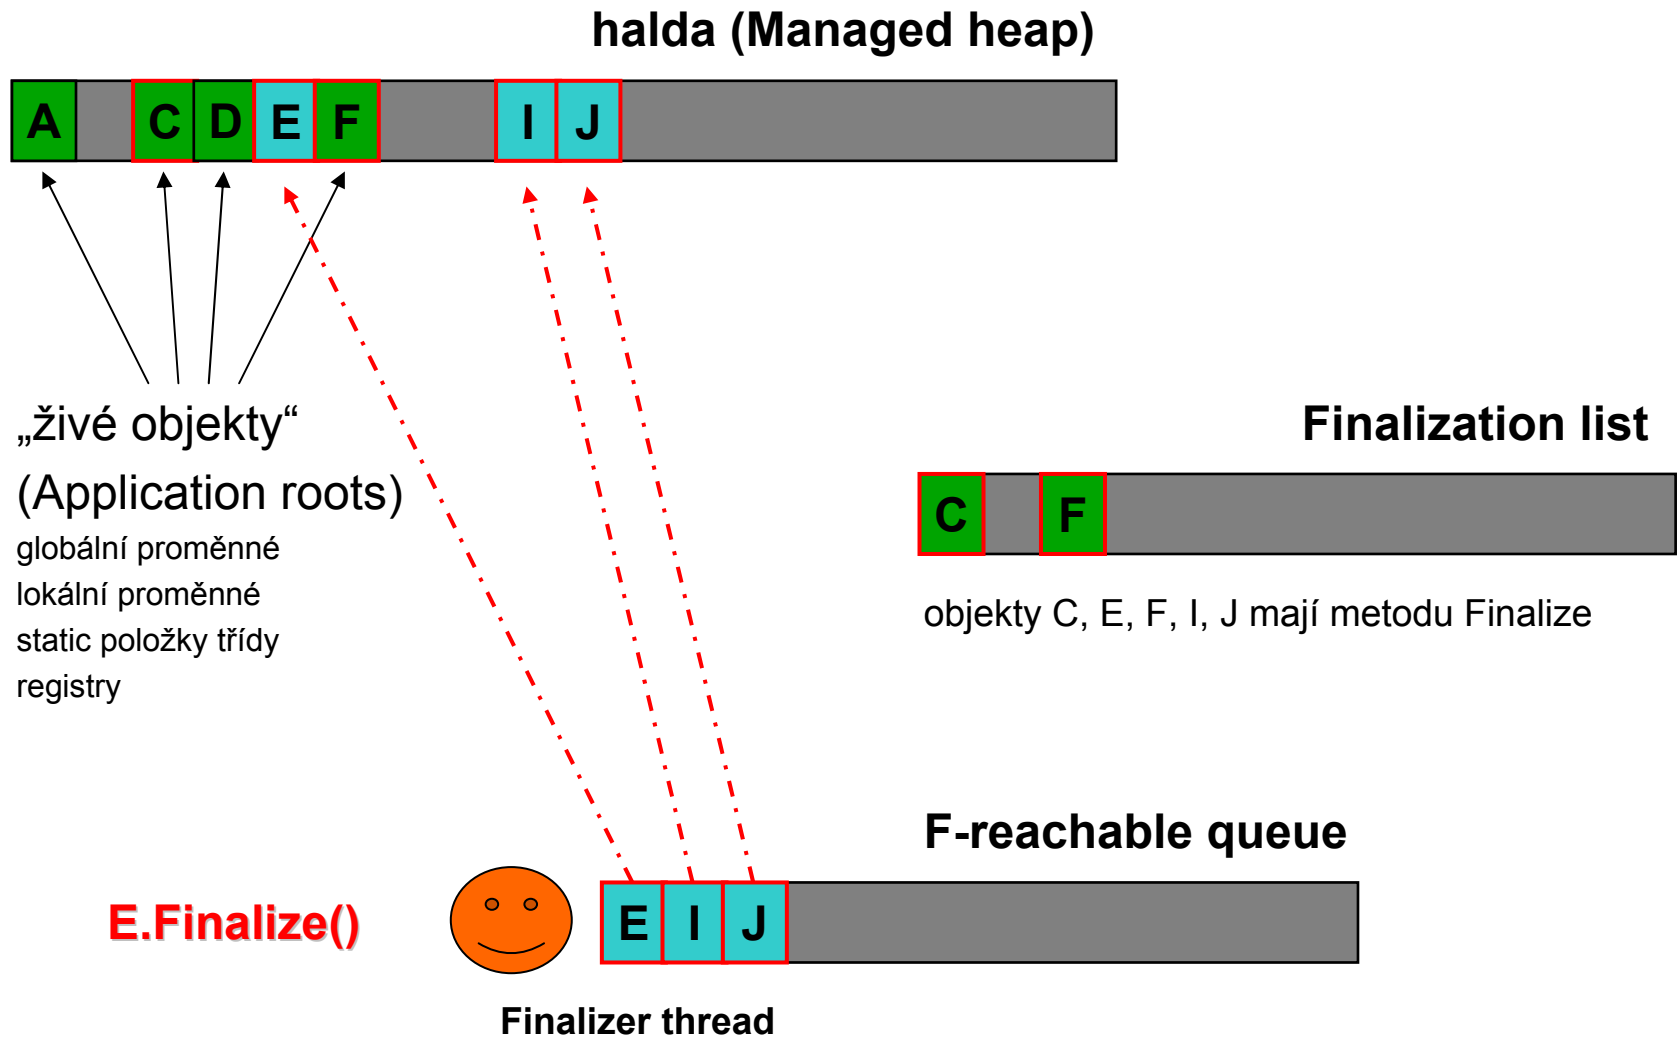 halda (Managed heap)
A C D E F I J
„živé objekty“
(Application roots)
globální proměnné
lokální proměnné
static položky třídy
registry
Finalization list
C F
objekty C, E, F, I, J mají metodu Finalize
F-reachable queue
E.Finalize()
E I J
Finalizer thread